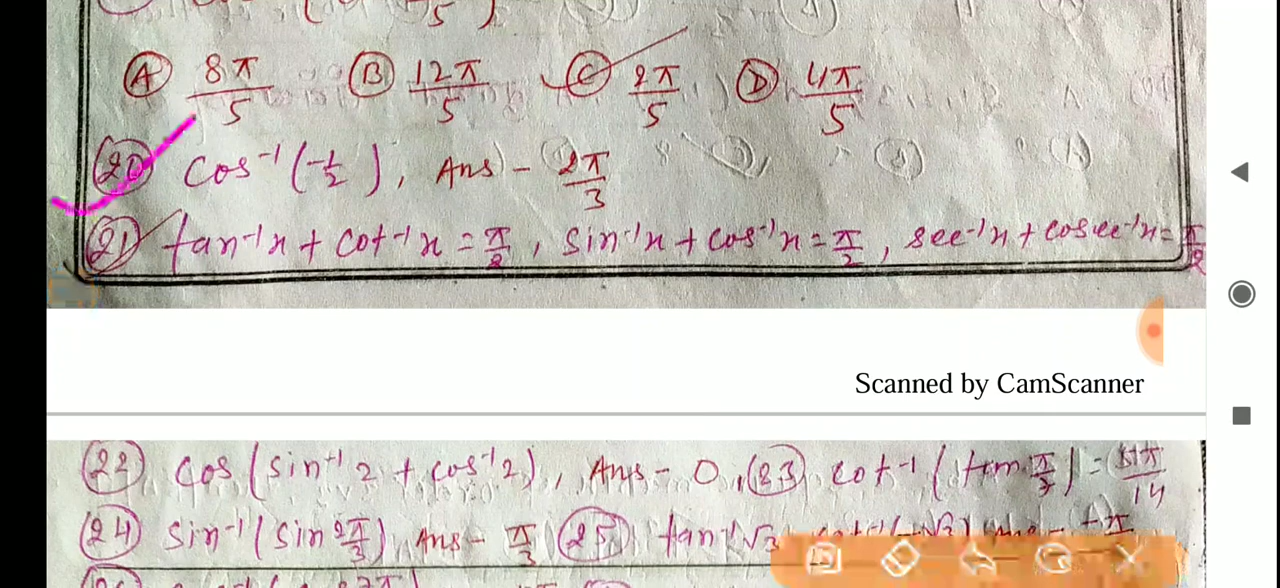 5
Ⓐ 8π/5 Ⓑ 12π/5 Ⓒ 2π/5 Ⓓ 4π/5
⑳ Cos⁻¹(-1/2), Ans - 2π/3
㉑ tan⁻¹x + cot⁻¹x = π/2, sin⁻¹x + cos⁻¹x = π/2, sec⁻¹x + cosec⁻¹x = π/2
Scanned by CamScanner
㉒ Cos(sin⁻¹2 + cos⁻¹2), Ans - 0, ㉓ cot⁻¹(tan π/7) = 5π/14
㉔ sin⁻¹(sin 2π/3) Ans - π/3 ㉕ tan⁻¹√3